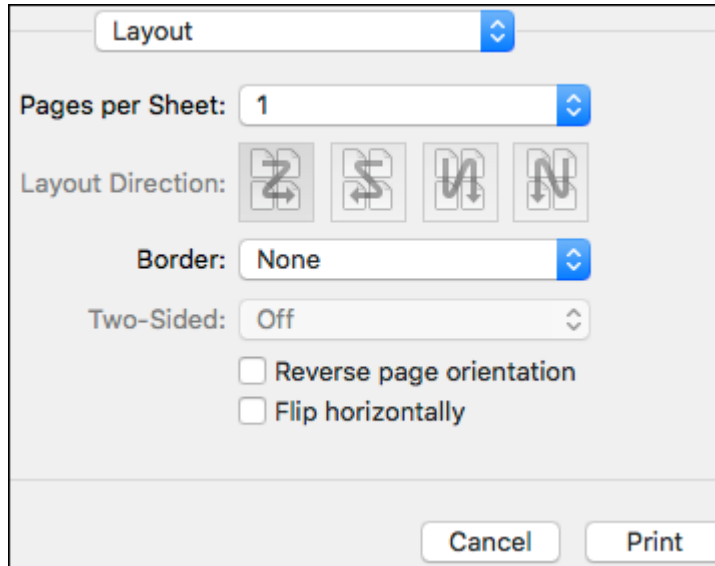 Layout
Pages per Sheet: 1
Layout Direction:
Border: None
Two-Sided: Off
Reverse page orientation
Flip horizontally
Cancel Print